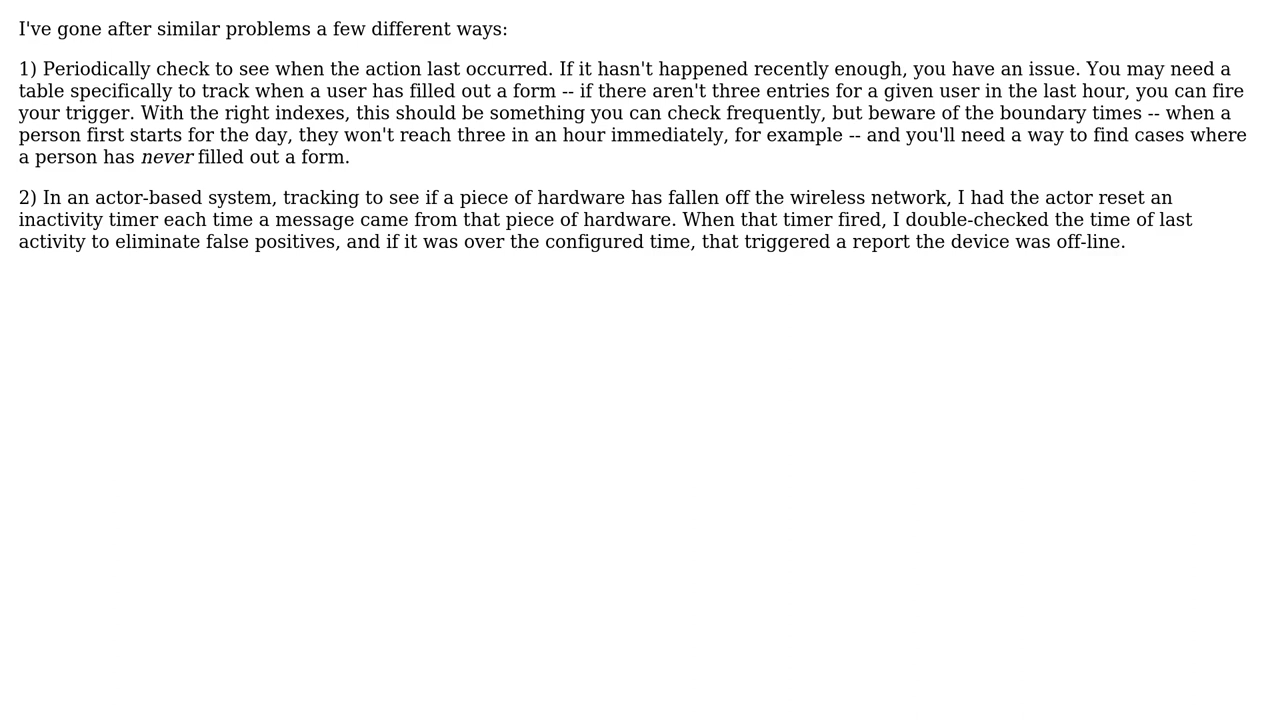 I've gone after similar problems a few different ways:
1) Periodically check to see when the action last occurred. If it hasn't happened recently enough, you have an issue. You may need a
table specifically to track when a user has filled out a form -- if there aren't three entries for a given user in the last hour, you can fire
your trigger. With the right indexes, this should be something you can check frequently, but beware of the boundary times -- when a
person first starts for the day, they won't reach three in an hour immediately, for example -- and you'll need a way to find cases where
a person has never filled out a form.
2) In an actor-based system, tracking to see if a piece of hardware has fallen off the wireless network, I had the actor reset an
inactivity timer each time a message came from that piece of hardware. When that timer fired, I double-checked the time of last
activity to eliminate false positives, and if it was over the configured time, that triggered a report the device was off-line.